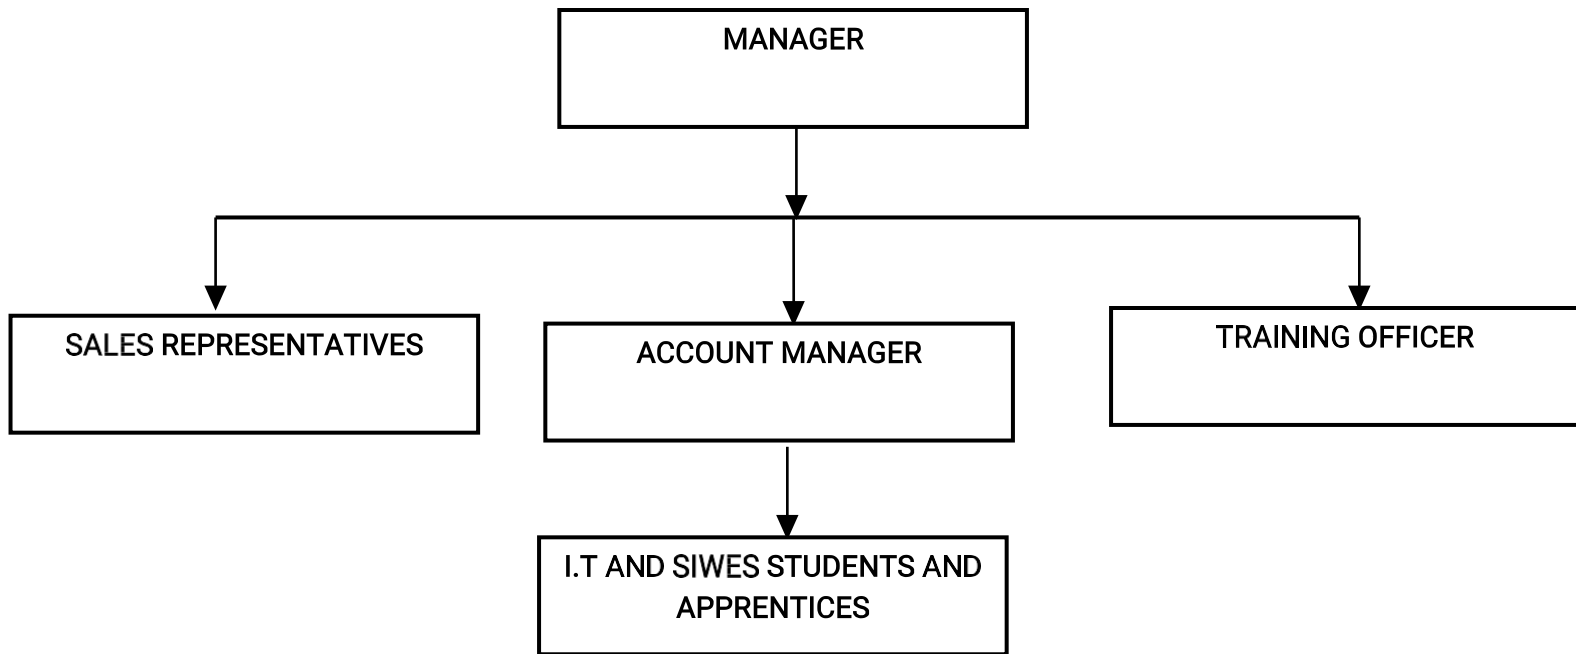 MANAGER
SALES REPRESENTATIVES
ACCOUNT MANAGER
TRAINING OFFICER
I.T AND SIWES STUDENTS AND
APPRENTICES